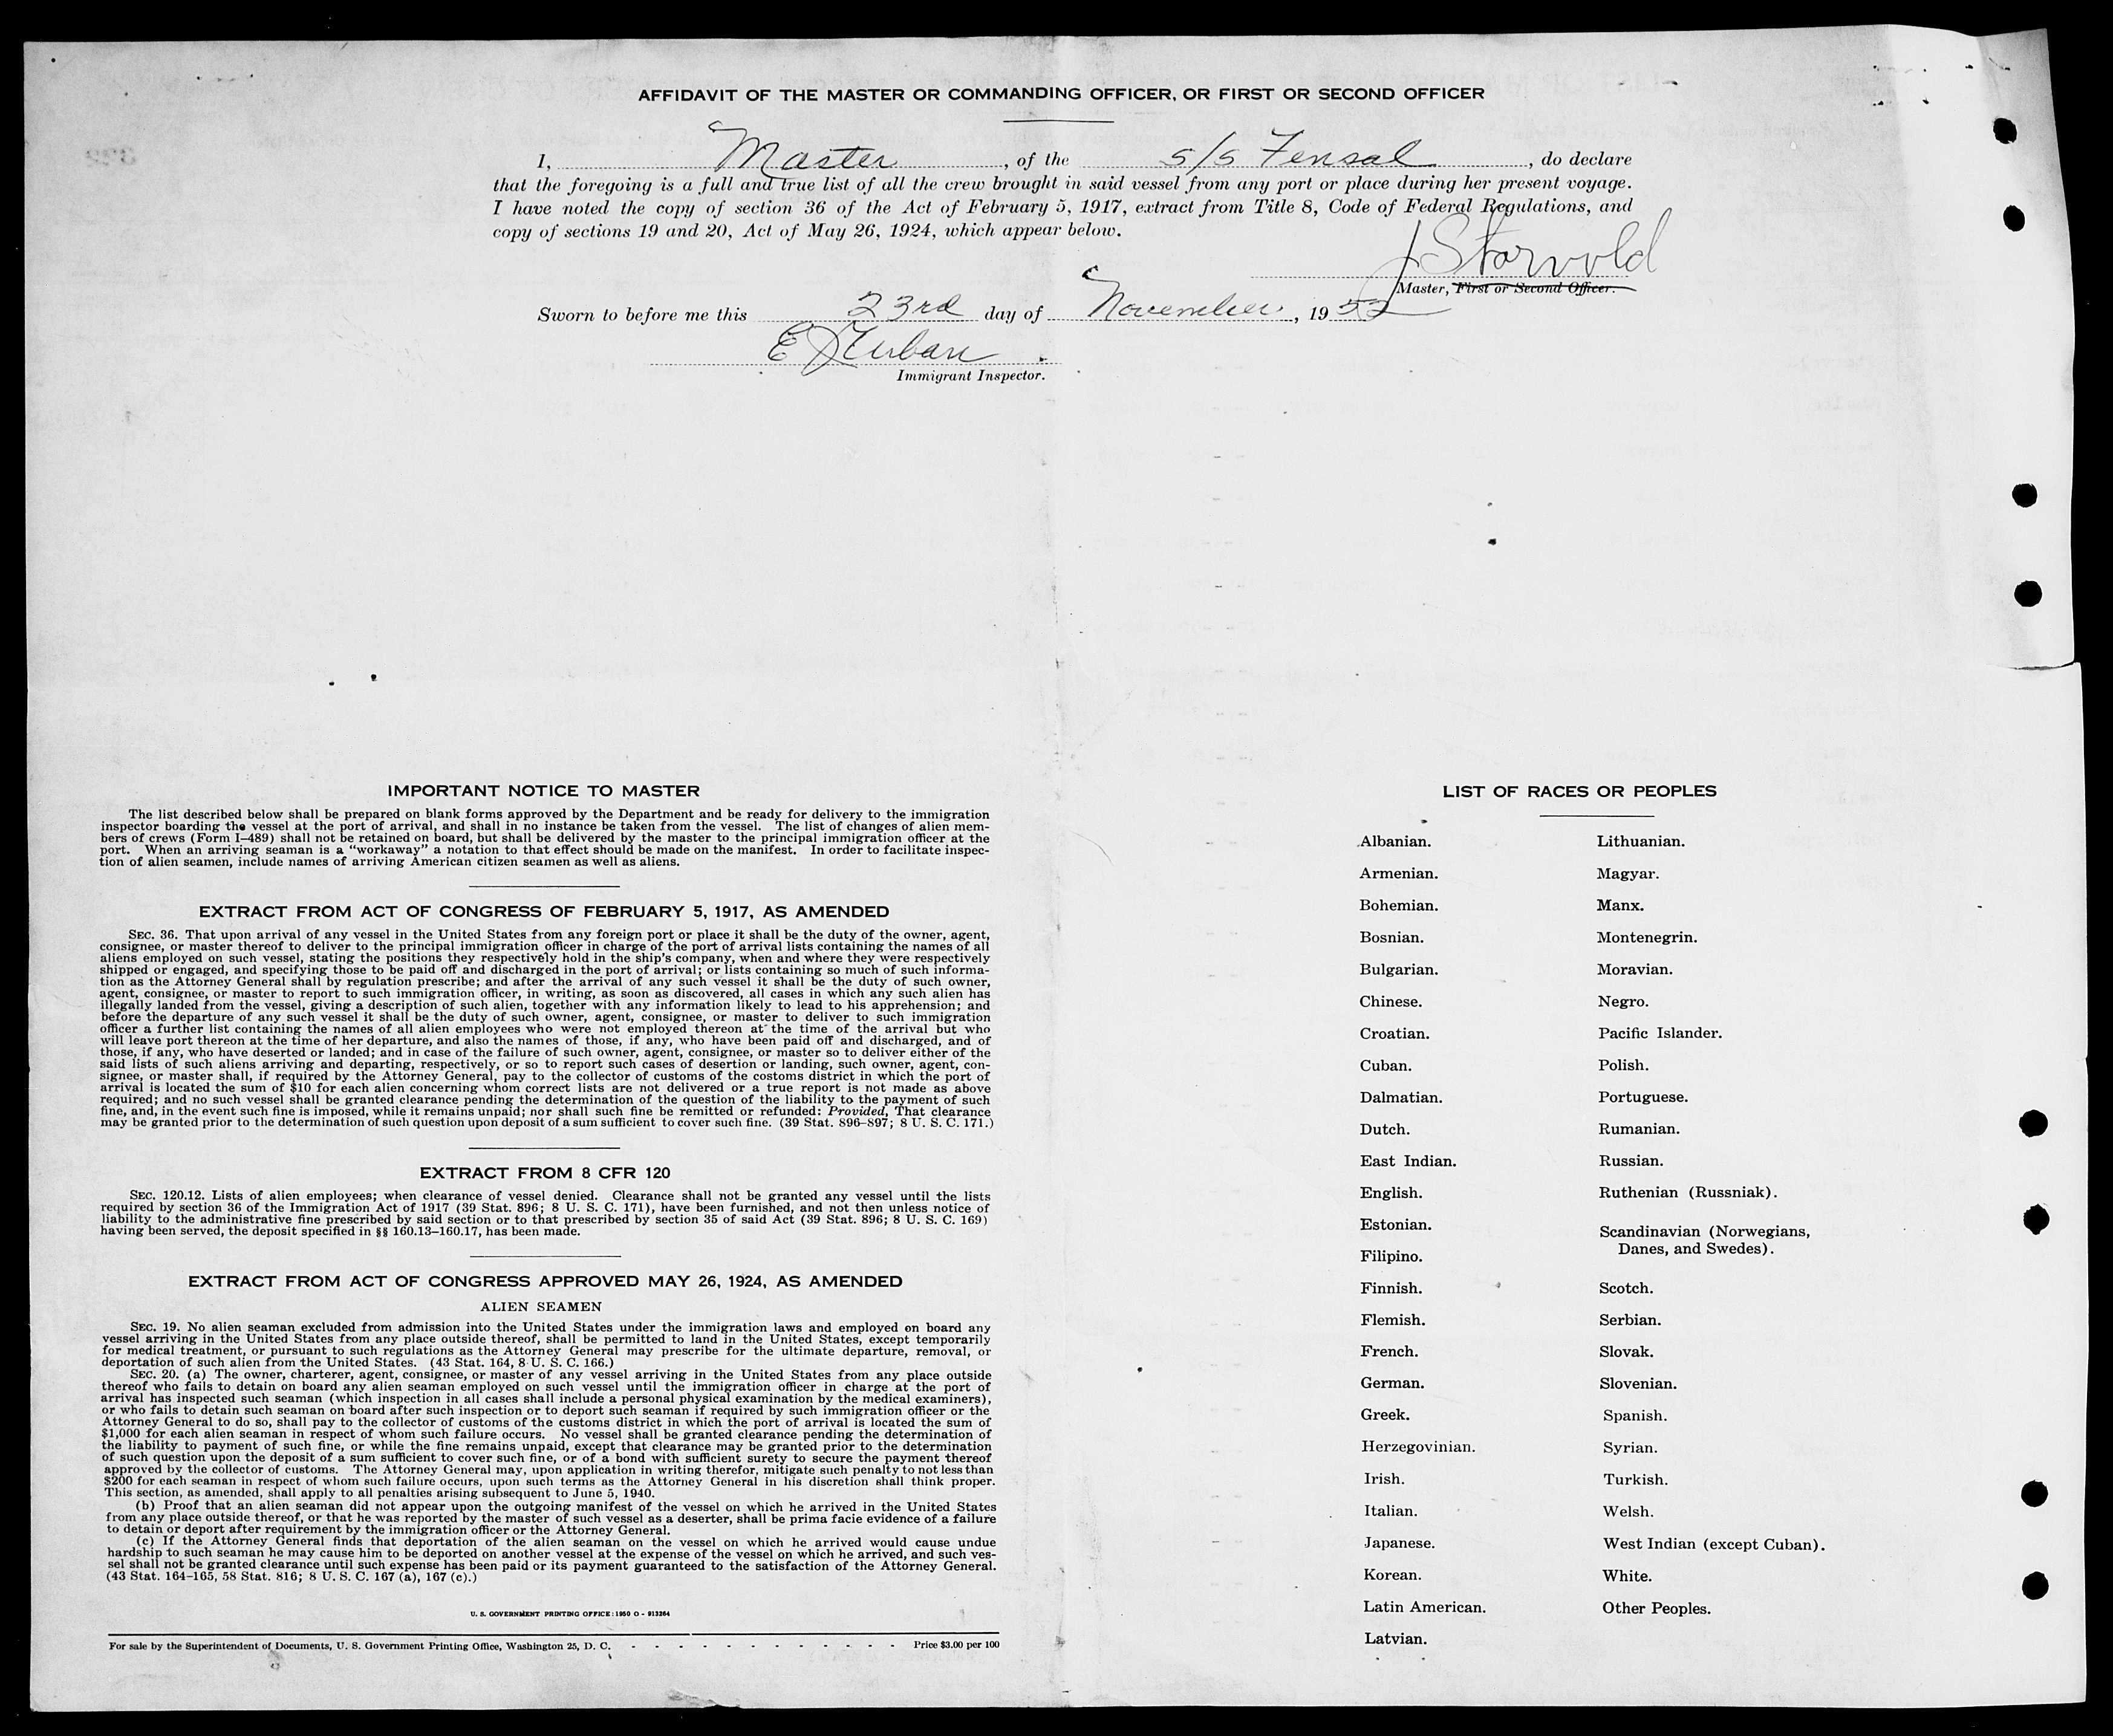 AFFIDAVIT OF THE MASTER OR COMMANDING OFFICER, OR FIRST OR SECOND OFFICER
I, Master, of the s/s Fensal, do declare
that the foregoing is a full and true list of all the crew brought in said vessel from any port or place during her present voyage.
I have noted the copy of section 36 of the Act of February 5, 1917, extract from Title 8, Code of Federal Regulations, and
copy of sections 19 and 20, Act of May 26, 1924, which appear below.
J Storvold
Master, First or Second Officer.
Sworn to before me this 23rd day of November, 1952
E J Urban
Immigrant Inspector.
IMPORTANT NOTICE TO MASTER
The list described below shall be prepared on blank forms approved by the Department and be ready for delivery to the immigration
inspector boarding the vessel at the port of arrival, and shall in no instance be taken from the vessel. The list of changes of alien mem-
bers of crews (Form I–489) shall not be retained on board, but shall be delivered by the master to the principal immigration officer at the
port. When an arriving seaman is a "workaway" a notation to that effect should be made on the manifest. In order to facilitate inspec-
tion of alien seamen, include names of arriving American citizen seamen as well as aliens.
EXTRACT FROM ACT OF CONGRESS OF FEBRUARY 5, 1917, AS AMENDED
SEC. 36. That upon arrival of any vessel in the United States from any foreign port or place it shall be the duty of the owner, agent,
consignee, or master thereof to deliver to the principal immigration officer in charge of the port of arrival lists containing the names of all
aliens employed on such vessel, stating the positions they respectively hold in the ship's company, when and where they were respectively
shipped or engaged, and specifying those to be paid off and discharged in the port of arrival; or lists containing so much of such informa-
tion as the Attorney General shall by regulation prescribe; and after the arrival of any such vessel it shall be the duty of such owner,
agent, consignee, or master to report to such immigration officer, in writing, as soon as discovered, all cases in which any such alien has
illegally landed from the vessel, giving a description of such alien, together with any information likely to lead to his apprehension; and
before the departure of any such vessel it shall be the duty of such owner, agent, consignee, or master to deliver to such immigration
officer a further list containing the names of all alien employees who were not employed thereon at the time of the arrival but who
will leave port thereon at the time of her departure, and also the names of those, if any, who have been paid off and discharged, and of
those, if any, who have deserted or landed; and in case of the failure of such owner, agent, consignee, or master so to deliver either of the
said lists of such aliens arriving and departing, respectively, or so to report such cases of desertion or landing, such owner, agent, con-
signee, or master shall, if required by the Attorney General, pay to the collector of customs of the costoms district in which the port of
arrival is located the sum of $10 for each alien concerning whom correct lists are not delivered or a true report is not made as above
required; and no such vessel shall be granted clearance pending the determination of the question of the liability to the payment of such
fine, and, in the event such fine is imposed, while it remains unpaid; nor shall such fine be remitted or refunded: Provided, That clearance
may be granted prior to the determination of such question upon deposit of a sum sufficient to cover such fine. (39 Stat. 896–897; 8 U. S. C. 171.)
EXTRACT FROM 8 CFR 120
SEC. 120.12. Lists of alien employees; when clearance of vessel denied. Clearance shall not be granted any vessel until the lists
required by section 36 of the Immigration Act of 1917 (39 Stat. 896; 8 U. S. C. 171), have been furnished, and not then unless notice of
liability to the administrative fine prescribed by said section or to that prescribed by section 35 of said Act (39 Stat. 896; 8 U. S. C. 169)
having been served, the deposit specified in §§ 160.13–160.17, has been made.
EXTRACT FROM ACT OF CONGRESS APPROVED MAY 26, 1924, AS AMENDED
ALIEN SEAMEN
SEC. 19. No alien seaman excluded from admission into the United States under the immigration laws and employed on board any
vessel arriving in the United States from any place outside thereof, shall be permitted to land in the United States, except temporarily
for medical treatment, or pursuant to such regulations as the Attorney General may prescribe for the ultimate departure, removal, or
deportation of such alien from the United States. (43 Stat. 164, 8 U. S. C. 166.)
SEC. 20. (a) The owner, charterer, agent, consignee, or master of any vessel arriving in the United States from any place outside
thereof who fails to detain on board any alien seaman employed on such vessel until the immigration officer in charge at the port of
arrival has inspected such seaman (which inspection in all cases shall include a personal physical examination by the medical examiners),
or who fails to detain such seaman on board after such inspection or to deport such seaman if required by such immigration officer or the
Attorney General to do so, shall pay to the collector of customs of the customs district in which the port of arrival is located the sum of
$1,000 for each alien seaman in respect of whom such failure occurs. No vessel shall be granted clearance pending the determination of
the liability to payment of such fine, or while the fine remains unpaid, except that clearance may be granted prior to the determination
of such question upon the deposit of a sum sufficient to cover such fine, or of a bond with sufficient surety to secure the payment thereof
approved by the collector of customs. The Attorney General may, upon application in writing therefor, mitigate such penalty to not less than
$200 for each seaman in respect of whom such failure occurs, upon such terms as the Attorney General in his discretion shall think proper.
This section, as amended, shall apply to all penalties arising subsequent to June 5, 1940.
(b) Proof that an alien seaman did not appear upon the outgoing manifest of the vessel on which he arrived in the United States
from any place outside thereof, or that he was reported by the master of such vessel as a deserter, shall be prima facie evidence of a failure
to detain or deport after requirement by the immigration officer or the Attorney General.
(c) If the Attorney General finds that deportation of the alien seaman on the vessel on which he arrived would cause undue
hardship to such seaman he may cause him to be deported on another vessel at the expense of the vessel on which he arrived, and such ves-
sel shall not be granted clearance until such expense has been paid or its payment guaranteed to the satisfaction of the Attorney General.
(43 Stat. 164–165, 58 Stat. 816; 8 U. S. C. 167 (a), 167 (c).)
U. S. GOVERNMENT PRINTING OFFICE: 1950 O - 913264
For sale by the Superintendent of Documents, U. S. Government Printing Office, Washington 25, D. C. - - - - - - - - - - - - Price $3.00 per 100
LIST OF RACES OR PEOPLES
Albanian.
Armenian.
Bohemian.
Bosnian.
Bulgarian.
Chinese.
Croatian.
Cuban.
Dalmatian.
Dutch.
East Indian.
English.
Estonian.
Filipino.
Finnish.
Flemish.
French.
German.
Greek.
Herzegovinian.
Irish.
Italian.
Japanese.
Korean.
Latin American.
Latvian.
Lithuanian.
Magyar.
Manx.
Montenegrin.
Moravian.
Negro.
Pacific Islander.
Polish.
Portuguese.
Rumanian.
Russian.
Ruthenian (Russniak).
Scandinavian (Norwegians,
Danes, and Swedes).
Scotch.
Serbian.
Slovak.
Slovenian.
Spanish.
Syrian.
Turkish.
Welsh.
West Indian (except Cuban).
White.
Other Peoples.